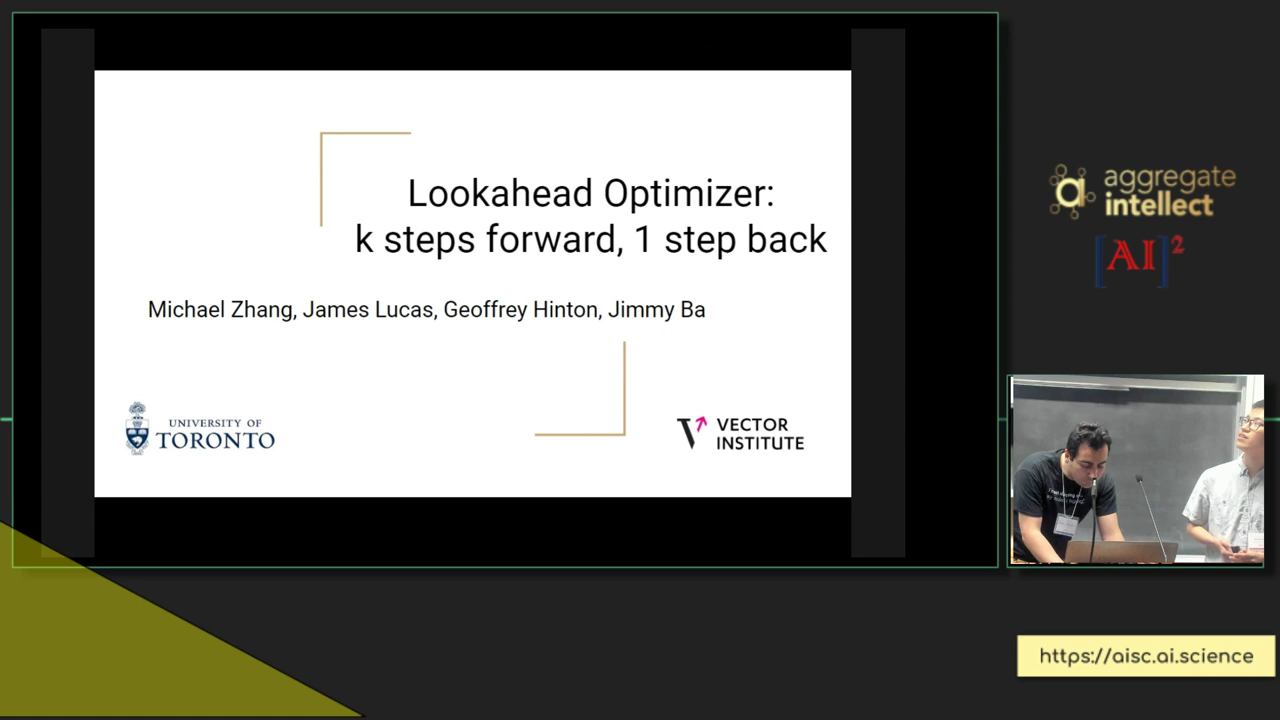 Lookahead Optimizer:
k steps forward, 1 step back
Michael Zhang, James Lucas, Geoffrey Hinton, Jimmy Ba
UNIVERSITY OF
TORONTO
VECTOR
INSTITUTE
aggregate
intellect
[AI]²
https://aisc.ai.science